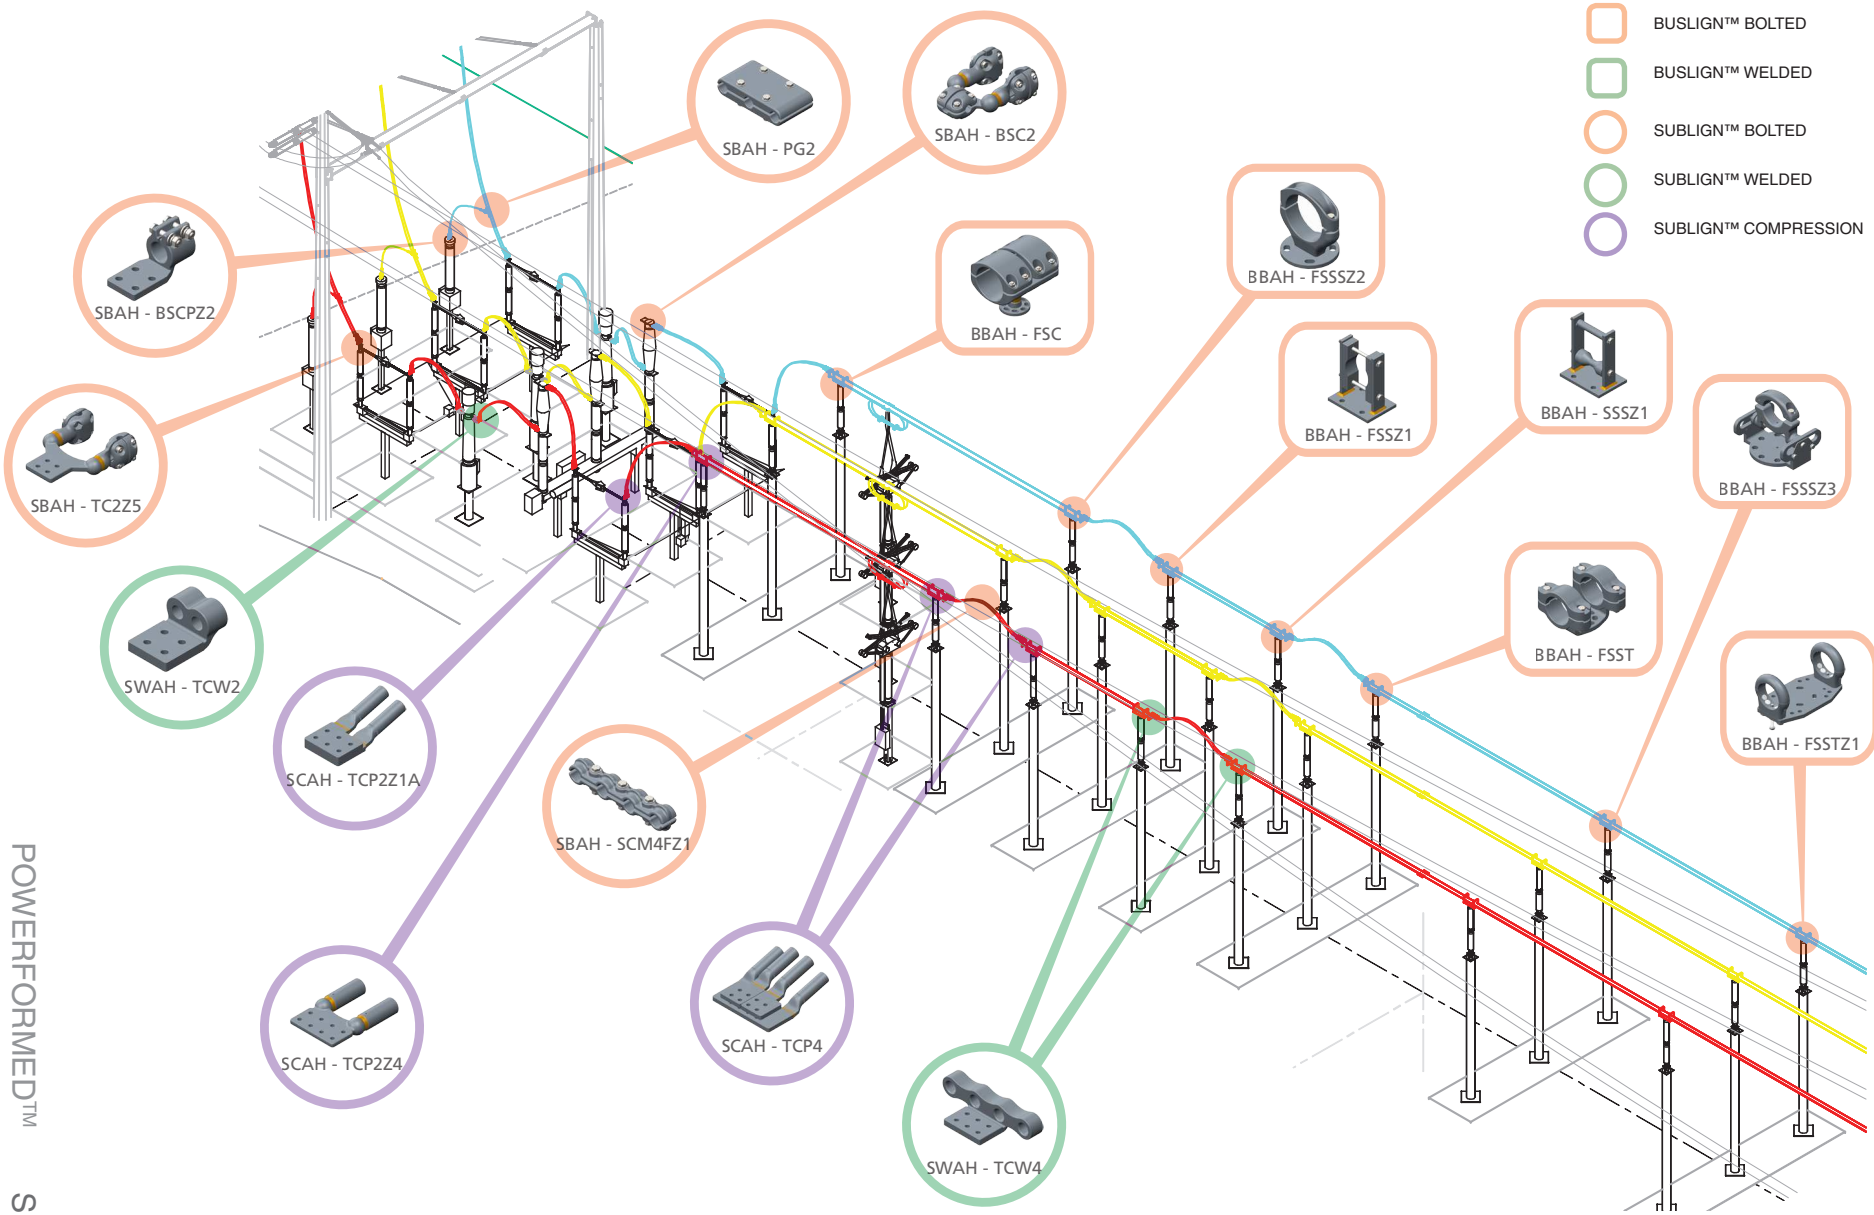 BUSLIGN™ BOLTED
BUSLIGN™ WELDED
SUBLIGN™ BOLTED
SUBLIGN™ WELDED
SUBLIGN™ COMPRESSION
SBAH - PG2
SBAH - BSC2
SBAH - BSCPZ2
BBAH - FSC
BBAH - FSSSZ2
BBAH - FSSZ1
BBAH - SSSZ1
BBAH - FSSSZ3
SBAH - TC2Z5
BBAH - FSST
SWAH - TCW2
BBAH - FSSTZ1
SCAH - TCP2Z1A
SBAH - SCM4FZ1
SCAH - TCP2Z4
SCAH - TCP4
SWAH - TCW4
POWERFORMED™ S